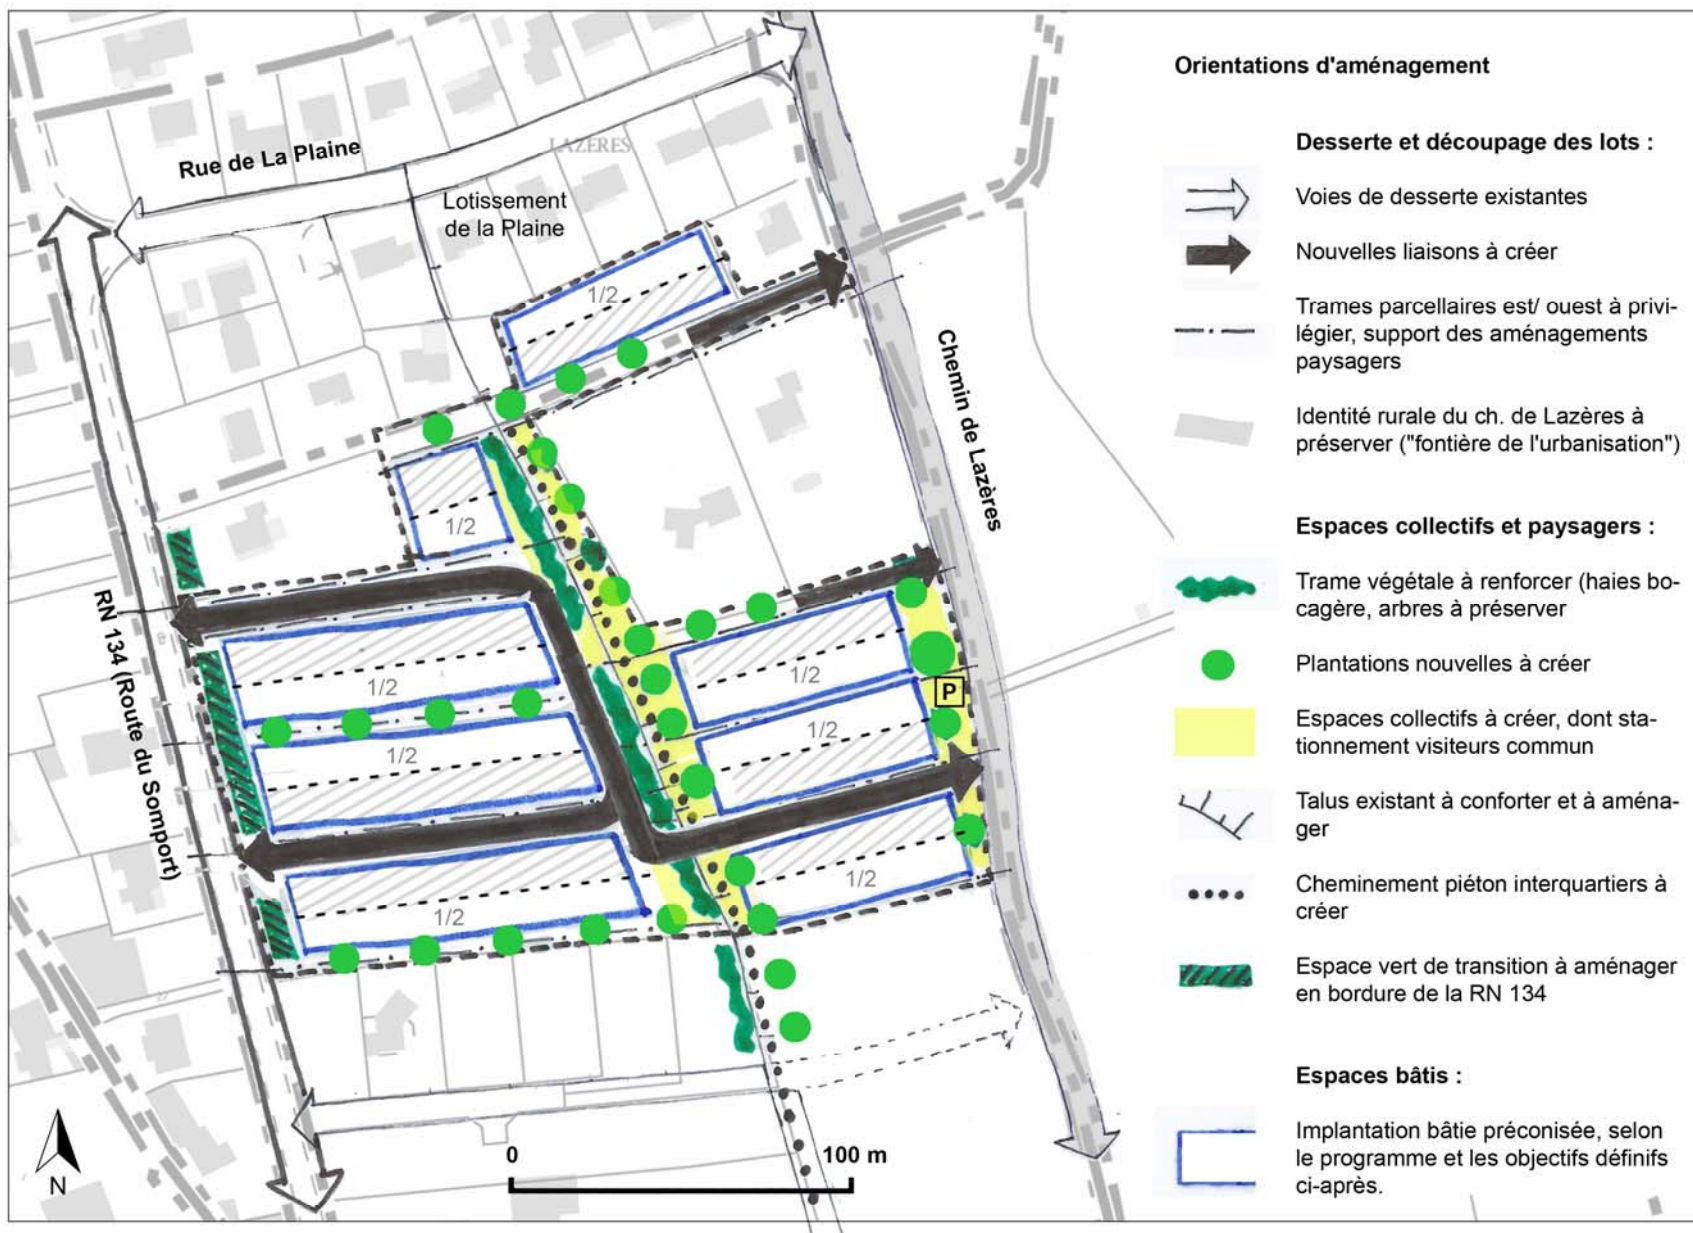 Rue de La Plaine
LAZÈRES
Lotissement
de la Plaine
1/2
1/2
1/2
1/2
1/2
1/2
1/2
1/2
Chemin de Lazères
RN 134 (Route du Somport)
P
N
0
100 m
Orientations d'aménagement
Desserte et découpage des lots :
Voies de desserte existantes
Nouvelles liaisons à créer
Trames parcellaires est/ ouest à privi-
légier, support des aménagements
paysagers
Identité rurale du ch. de Lazères à
préserver ("fontière de l'urbanisation")
Espaces collectifs et paysagers :
Trame végétale à renforcer (haies bo-
cagère, arbres à préserver
Plantations nouvelles à créer
Espaces collectifs à créer, dont sta-
tionnement visiteurs commun
Talus existant à conforter et à aména-
ger
Cheminement piéton interquartiers à
créer
Espace vert de transition à aménager
en bordure de la RN 134
Espaces bâtis :
Implantation bâtie préconisée, selon
le programme et les objectifs définifs
ci-après.